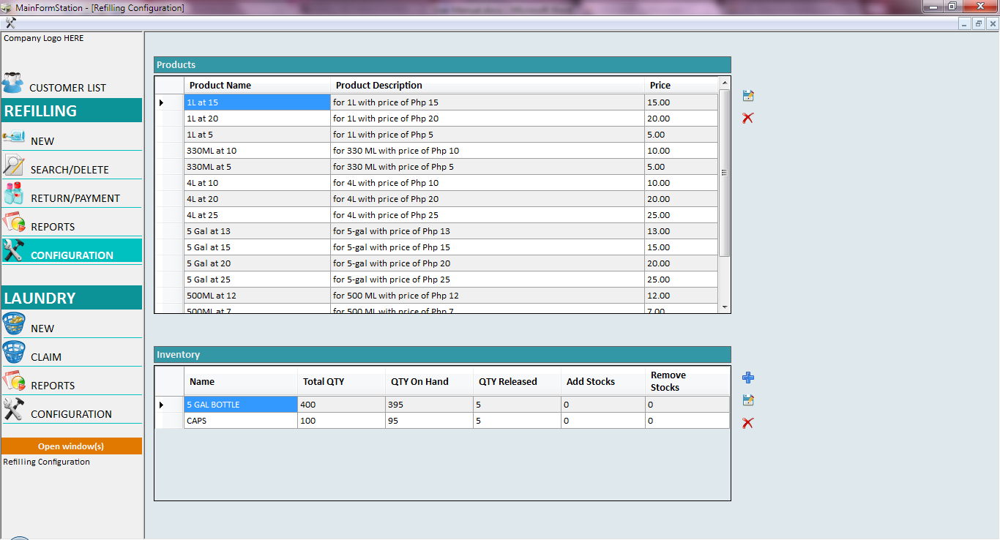 MainFormStation - [Refilling Configuration]
Company Logo HERE
CUSTOMER LIST
REFILLING
NEW
SEARCH/DELETE
RETURN/PAYMENT
REPORTS
CONFIGURATION
LAUNDRY
NEW
CLAIM
REPORTS
CONFIGURATION
Open window(s)
Refilling Configuration
Products
Product Name Product Description Price
1L at 15 for 1L with price of Php 15 15.00
1L at 20 for 1L with price of Php 20 20.00
1L at 5 for 1L with price of Php 5 5.00
330ML at 10 for 330 ML with price of Php 10 10.00
330ML at 5 for 330 ML with price of Php 5 5.00
4L at 10 for 4L with price of Php 10 10.00
4L at 20 for 4L with price of Php 20 20.00
4L at 25 for 4L with price of Php 25 25.00
5 Gal at 13 for 5-gal with price of Php 13 13.00
5 Gal at 15 for 5-gal with price of Php 15 15.00
5 Gal at 20 for 5-gal with price of Php 20 20.00
5 Gal at 25 for 5-gal with price of Php 25 25.00
500ML at 12 for 500 ML with price of Php 12 12.00
500ML at 7 for 500 ML with price of Php 7 7.00
Inventory
Name Total QTY QTY On Hand QTY Released Add Stocks Remove Stocks
5 GAL BOTTLE 400 395 5 0 0
CAPS 100 95 5 0 0